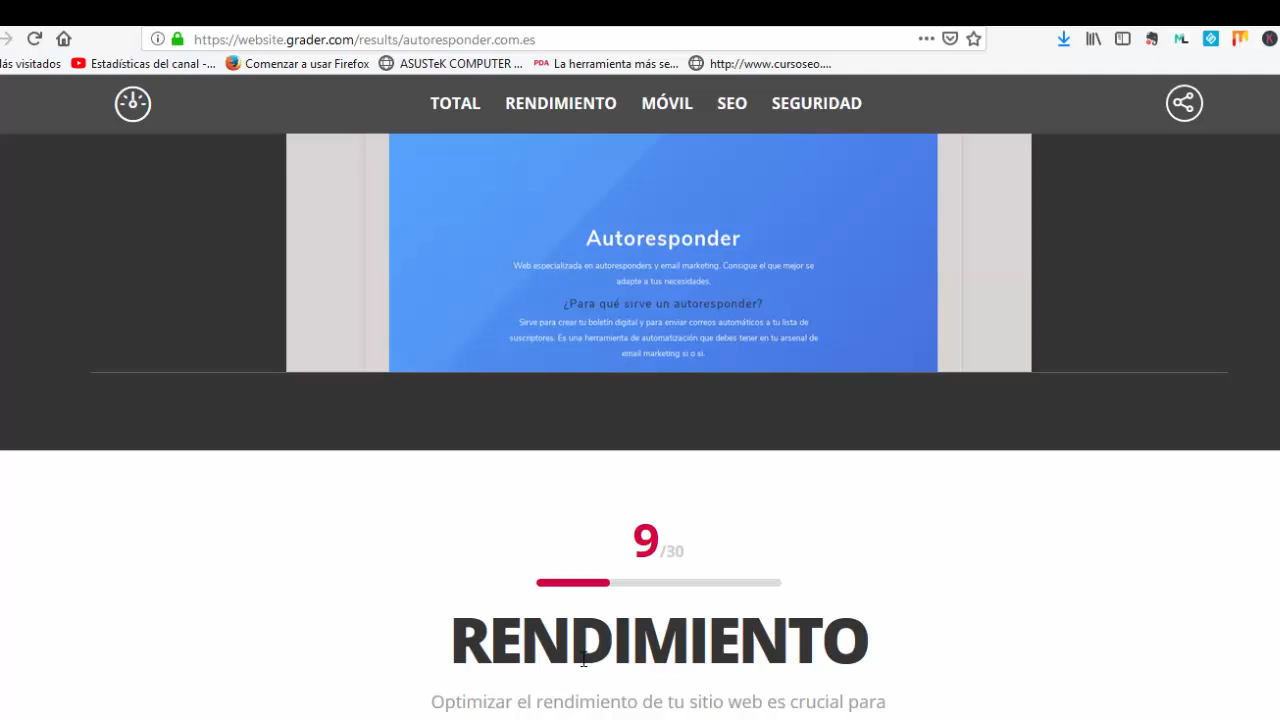 https://website.grader.com/results/autoresponder.com.es
ás visitados
Estadísticas del canal -...
Comenzar a usar Firefox
ASUSTeK COMPUTER ...
PDA
La herramienta más se...
http://www.cursoseo....
TOTAL RENDIMIENTO MÓVIL SEO SEGURIDAD
Autoresponder
Web especializada en autoresponders y email marketing. Consigue el que mejor se
adapte a tus necesidades.
¿Para qué sirve un autoresponder?
Sirve para crear tu boletín digital y para enviar correos automáticos a tu lista de
suscriptores. Es una herramienta de automatización que debes tener en tu arsenal de
email marketing si o si.
9/30
RENDIMIENTO
Optimizar el rendimiento de tu sitio web es crucial para